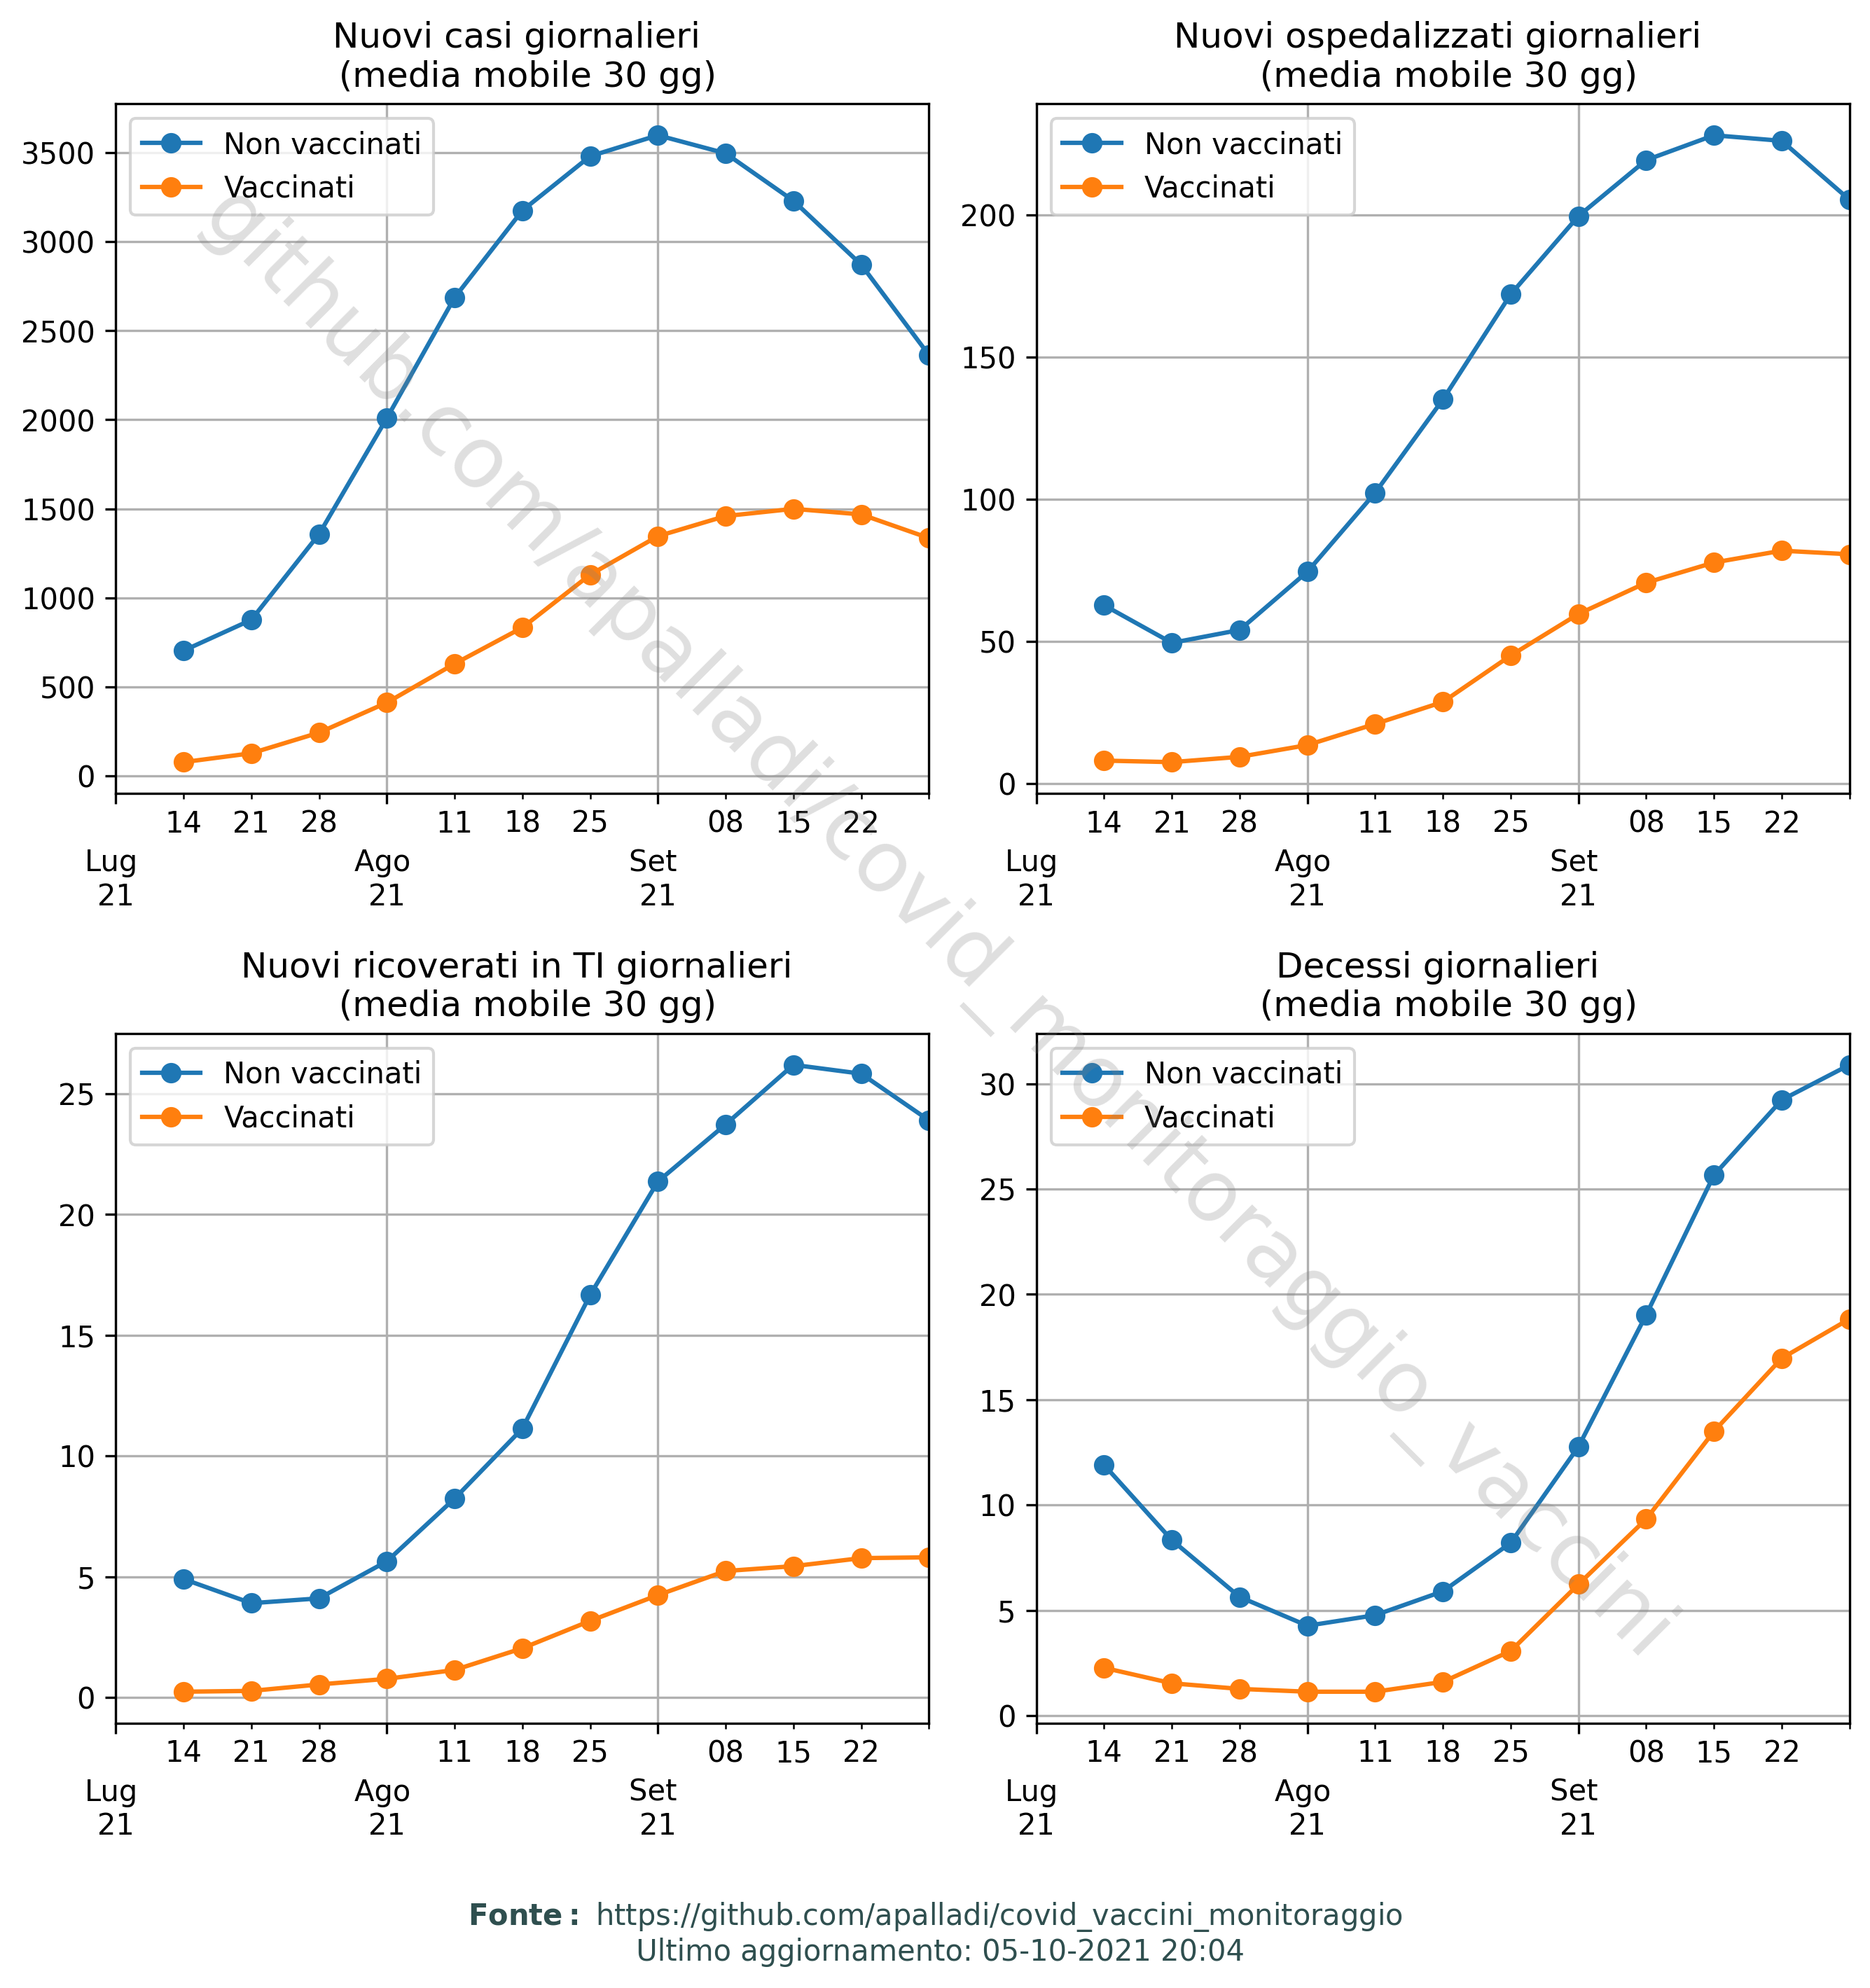 Nuovi casi giornalieri
(media mobile 30 gg)
Non vaccinati
Vaccinati
3500
3000
2500
2000
1500
1000
500
0
14 21 28 11 18 25 08 15 22
Lug Ago Set
21 21 21
Nuovi ospedalizzati giornalieri
(media mobile 30 gg)
Non vaccinati
Vaccinati
200
150
100
50
0
14 21 28 11 18 25 08 15 22
Lug Ago Set
21 21 21
Nuovi ricoverati in TI giornalieri
(media mobile 30 gg)
Non vaccinati
Vaccinati
25
20
15
10
5
0
14 21 28 11 18 25 08 15 22
Lug Ago Set
21 21 21
Decessi giornalieri
(media mobile 30 gg)
Non vaccinati
Vaccinati
30
25
20
15
10
5
0
14 21 28 11 18 25 08 15 22
Lug Ago Set
21 21 21
github.com/apalladi/covid_monitoraggio_vaccini
Fonte: https://github.com/apalladi/covid_vaccini_monitoraggio
Ultimo aggiornamento: 05-10-2021 20:04